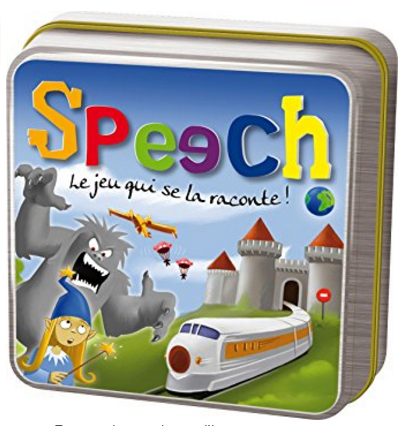 Speech
Le jeu qui se la raconte !